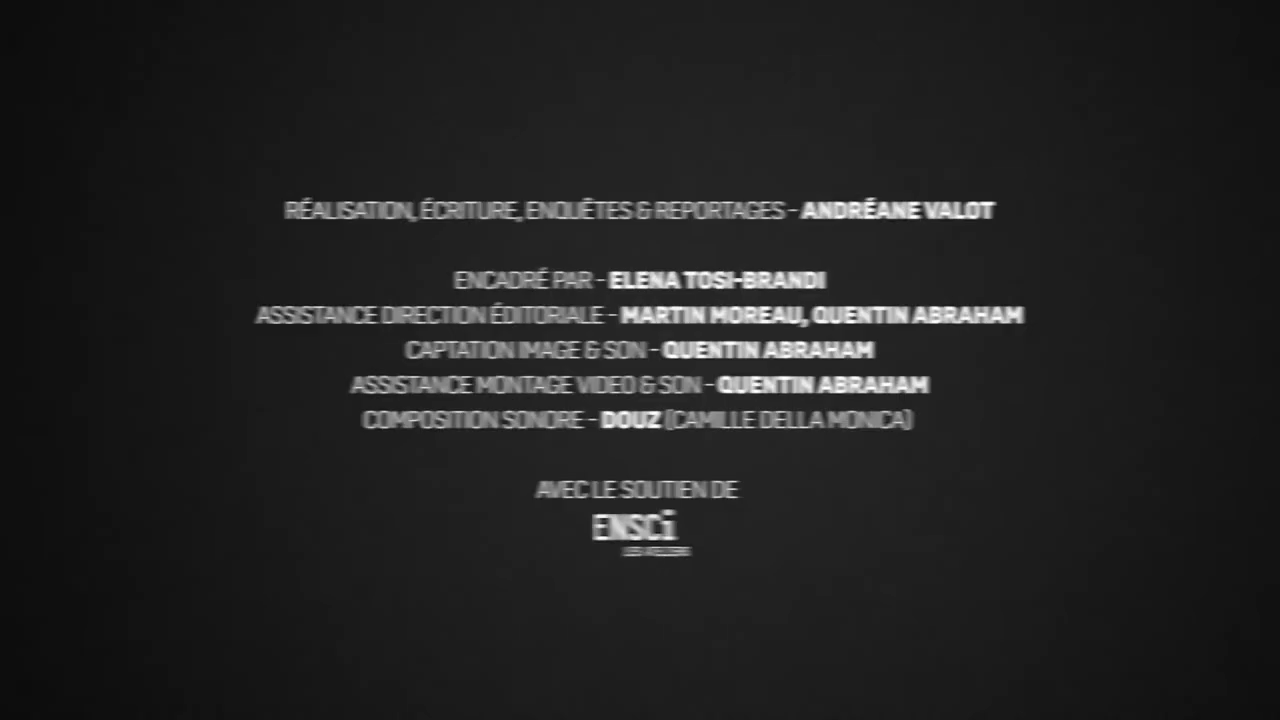 RÉALISATION, ÉCRITURE, ENQUÊTES & REPORTAGES - ANDRÉANE VALOT
ENCADRÉ PAR - ELENA TOSI-BRANDI
ASSISTANCE DIRECTION ÉDITORIALE - MARTIN MOREAU, QUENTIN ABRAHAM
CAPTATION IMAGE & SON - QUENTIN ABRAHAM
ASSISTANCE MONTAGE VIDEO & SON - QUENTIN ABRAHAM
COMPOSITION SONORE - DOUZ (CAMILLE DELLA MONICA)
AVEC LE SOUTIEN DE
ENSCi